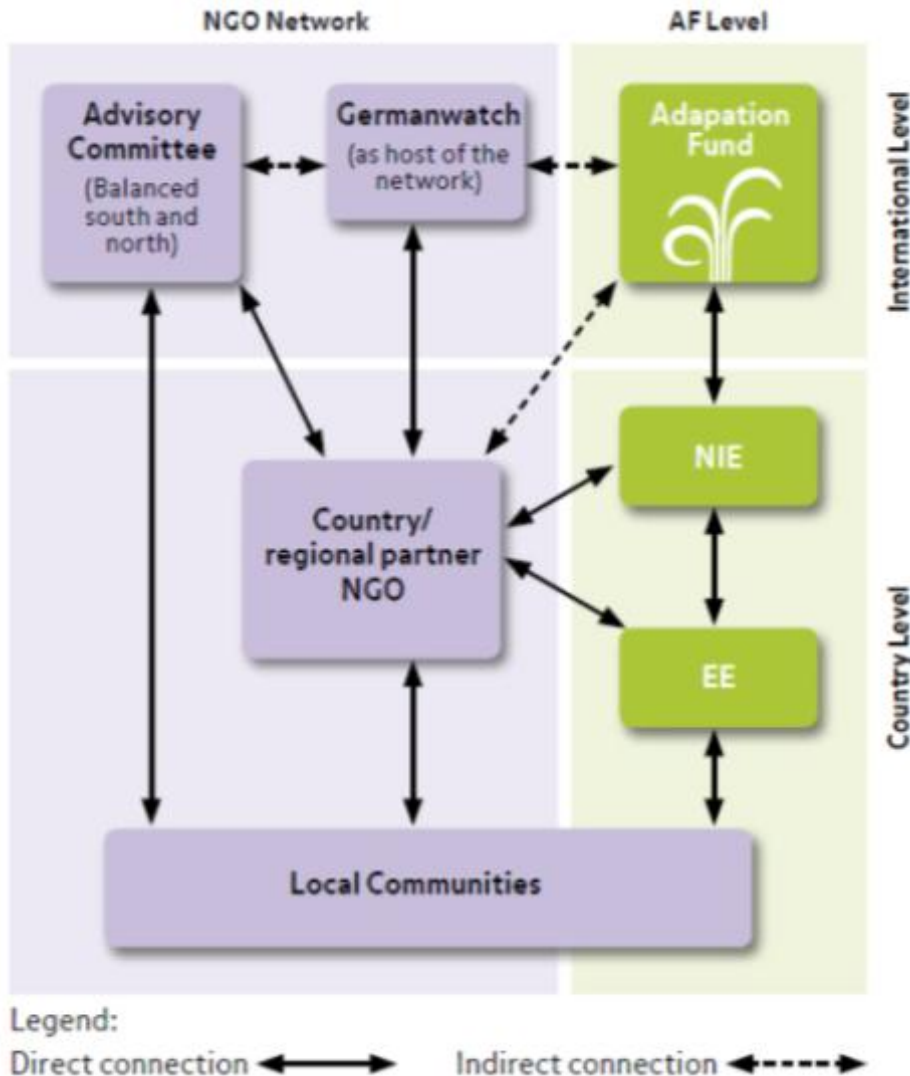 NGO Network
AF Level
Advisory
Committee
(Balanced
south and
north)
Germanwatch
(as host of the
network)
Adapation
Fund
International Level
Country/
regional partner
NGO
NIE
EE
Country Level
Local Communities
Legend:
Direct connection
Indirect connection